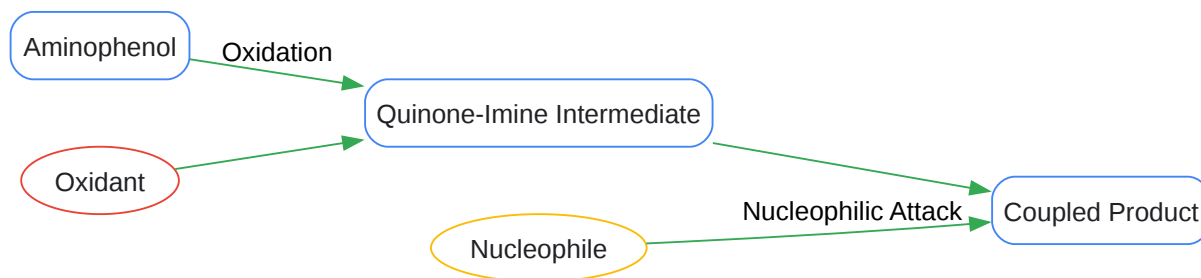 Aminophenol
Oxidation
Quinone-Imine Intermediate
Oxidant
Nucleophilic Attack
Coupled Product
Nucleophile